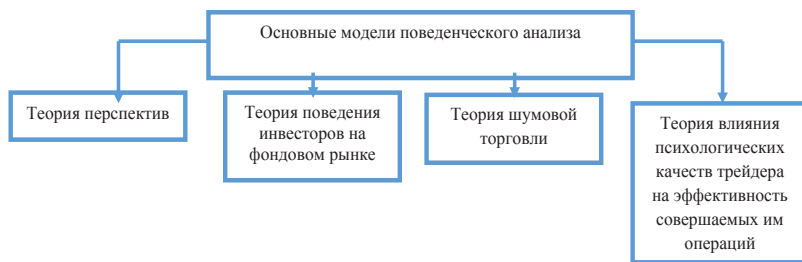 Основные модели поведенческого анализа
Теория перспектив
Теория поведения
инвесторов на
фондовом рынке
Теория шумовой
торговли
Теория влияния
психологических
качеств трейдера
на эффективность
совершаемых им
операций